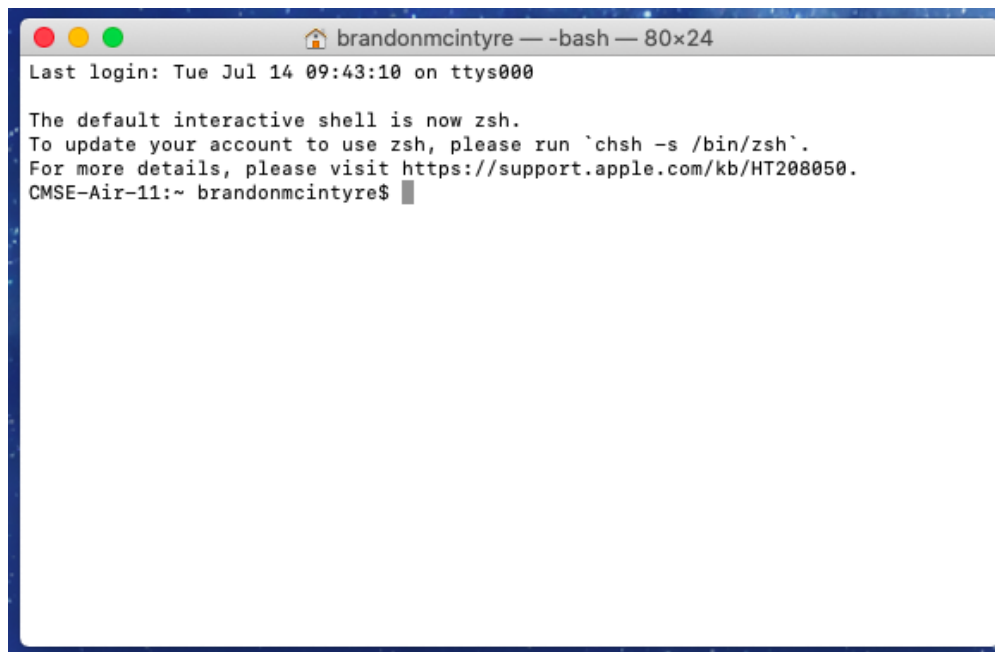 brandonmcintyre — -bash — 80×24
Last login: Tue Jul 14 09:43:10 on ttys000
The default interactive shell is now zsh.
To update your account to use zsh, please run `chsh -s /bin/zsh`.
For more details, please visit https://support.apple.com/kb/HT208050.
CMSE-Air-11:~ brandonmcintyre$